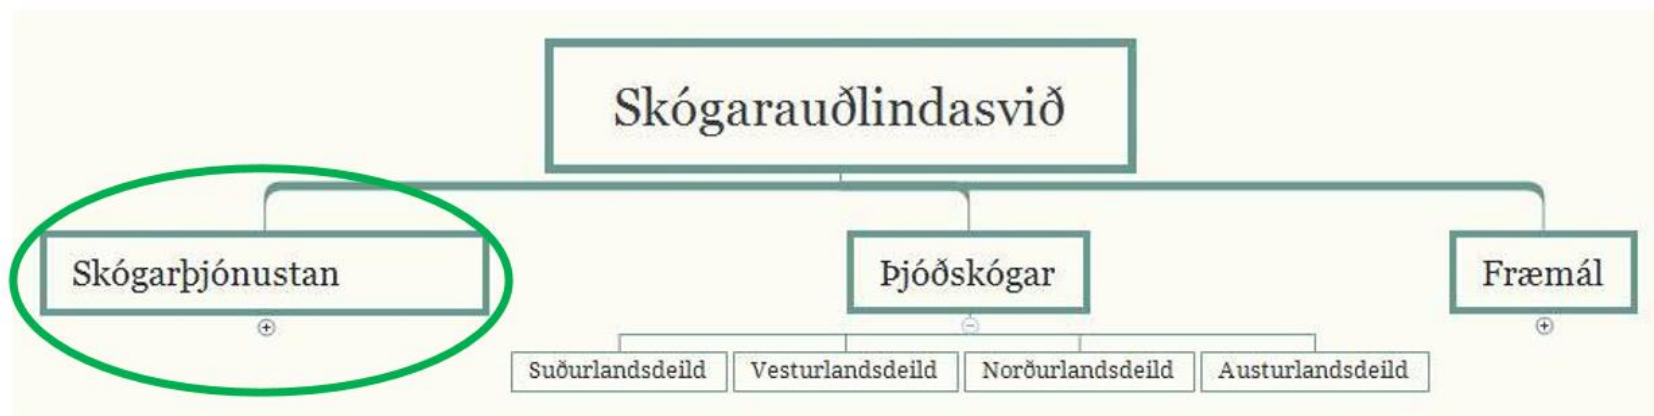 Skógarauðlindasvið
Skógarþjónustan
Þjóðskógar
Fræmál
Suðurlandsdeild
Vesturlandsdeild
Norðurlandsdeild
Austurlandsdeild